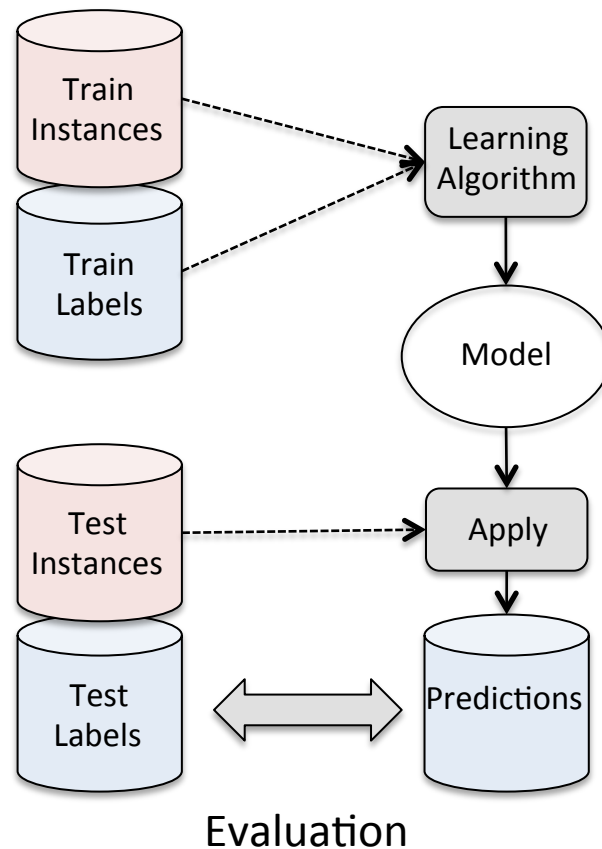 Train
Instances
Learning
Algorithm
Train
Labels
Model
Test
Instances
Apply
Test
Labels
Predictions
Evaluation